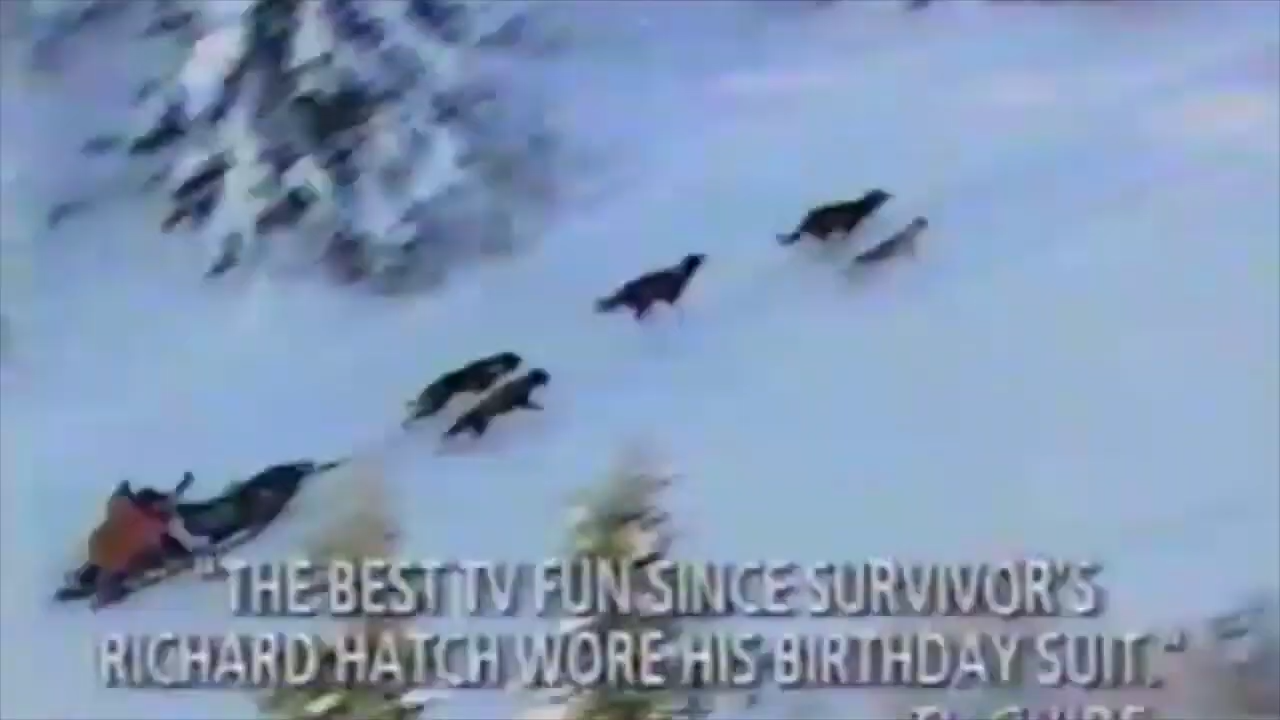 "THE BEST TV FUN SINCE SURVIVOR'S
RICHARD HATCH WORE HIS BIRTHDAY SUIT."